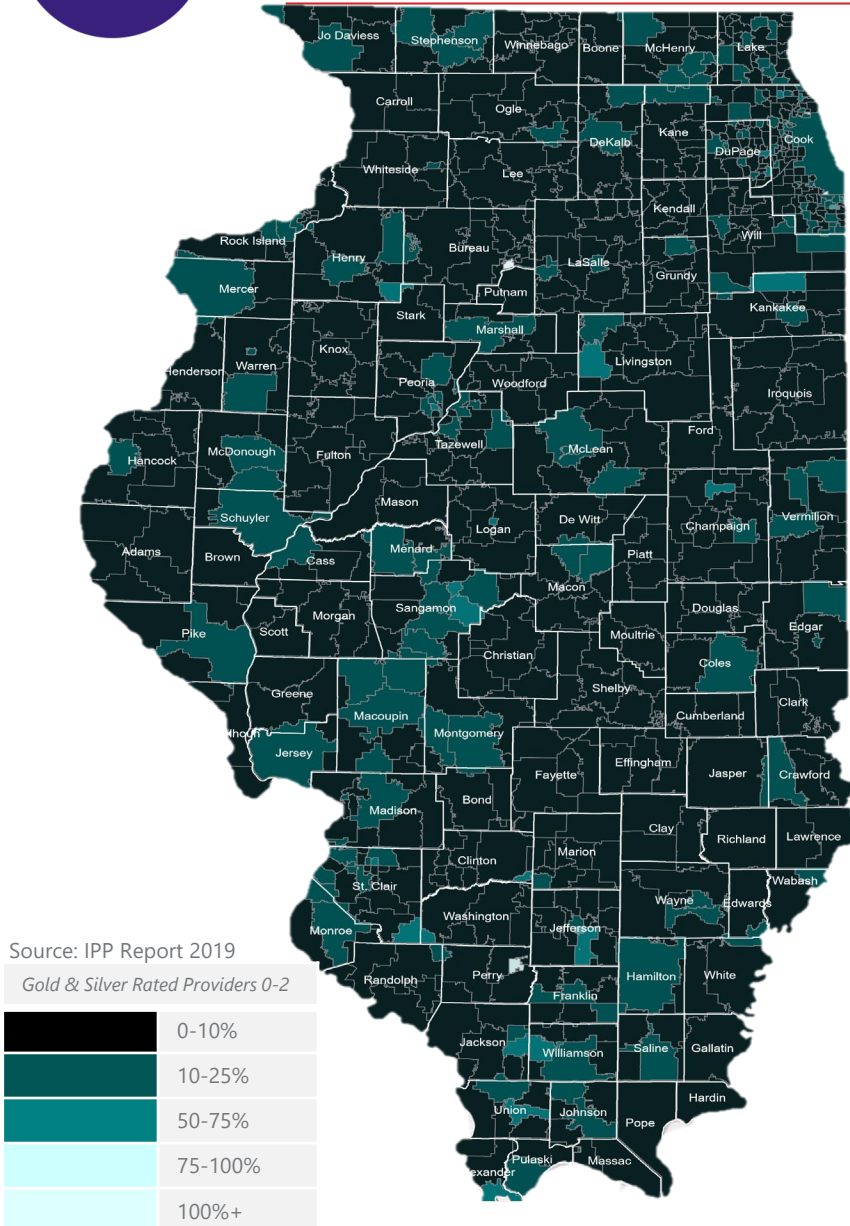 Jo Daviess
Stephenson
Winnebago
Boone
McHenry
Lake
Carroll
Ogle
DeKalb
Kane
DuPage
Cook
Whiteside
Lee
Kendall
Will
Rock Island
Henry
Bureau
LaSalle
Grundy
Mercer
Putnam
Kankakee
Stark
Marshall
Knox
Warren
Henderson
Peoria
Woodford
Livingston
Iroquois
Ford
Tazewell
McLean
Hancock
McDonough
Fulton
Mason
Schuyler
Logan
De Witt
Champaign
Vermilion
Adams
Brown
Cass
Menard
Piatt
Macon
Sangamon
Douglas
Edgar
Pike
Scott
Morgan
Christian
Moultrie
Coles
Greene
Shelby
Macoupin
Cumberland
Clark
lhoun
Jersey
Montgomery
Fayette
Effingham
Jasper
Crawford
Madison
Bond
Clay
Richland
Lawrence
Clinton
Marion
St. Clair
Wabash
Wayne
Edwards
Washington
Jefferson
Monroe
Source: IPP Report 2019
Gold & Silver Rated Providers 0-2
Randolph
Perry
Hamilton
White
Franklin
0-10%
Jackson
Williamson
Saline
Gallatin
10-25%
50-75%
Union
Johnson
Pope
Hardin
75-100%
exander
Pulaski
Massac
100%+